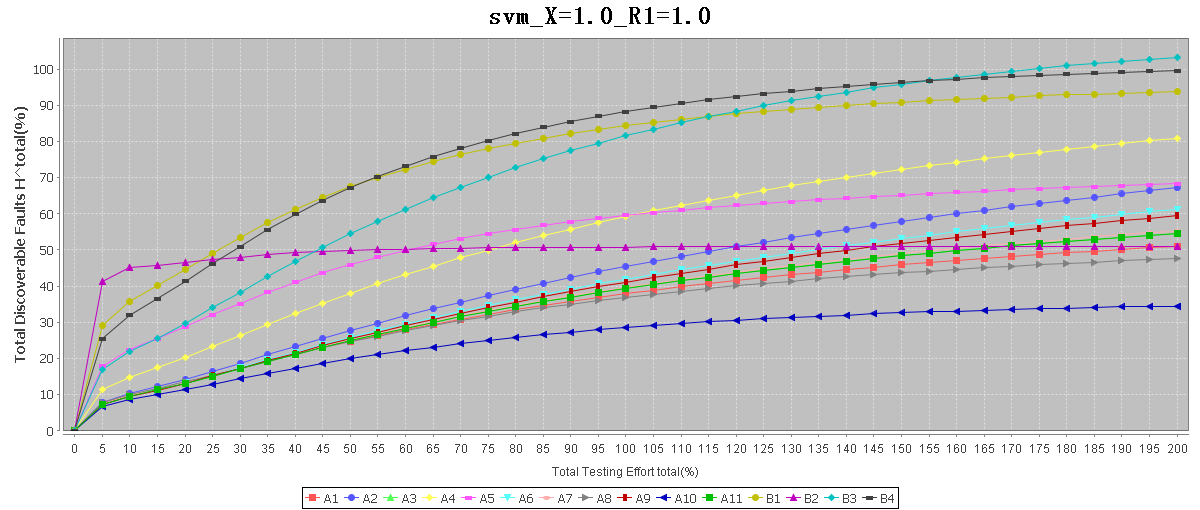 svm_X=1.0_R1=1.0
Total Discoverable Faults H^total(%)
100
90
80
70
60
50
40
30
20
10
0
0 5 10 15 20 25 30 35 40 45 50 55 60 65 70 75 80 85 90 95 100 105 110 115 120 125 130 135 140 145 150 155 160 165 170 175 180 185 190 195 200
Total Testing Effort total(%)
A1 A2 A3 A4 A5 A6 A7 A8 A9 A10 A11 B1 B2 B3 B4